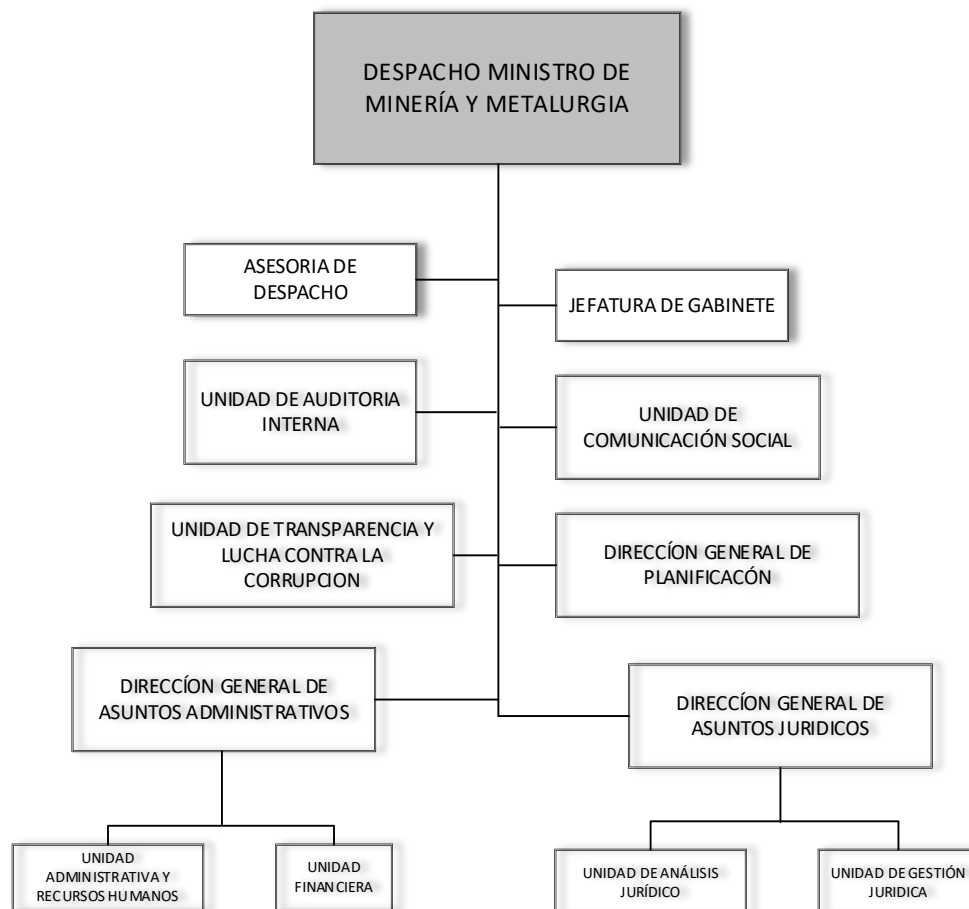 DESPACHO MINISTRO DE
MINERÍA Y METALURGIA
ASESORIA DE
DESPACHO
JEFATURA DE GABINETE
UNIDAD DE AUDITORIA
INTERNA
UNIDAD DE
COMUNICACIÓN SOCIAL
UNIDAD DE TRANSPARENCIA Y
LUCHA CONTRA LA
CORRUPCION
DIRECCÍON GENERAL DE
PLANIFICACÓN
DIRECCÍON GENERAL DE
ASUNTOS ADMINISTRATIVOS
DIRECCÍON GENERAL DE
ASUNTOS JURIDICOS
UNIDAD
ADMINISTRATIVA Y
RECURSOS HUMANOS
UNIDAD
FINANCIERA
UNIDAD DE ANÁLISIS
JURÍDICO
UNIDAD DE GESTIÓN
JURIDICA